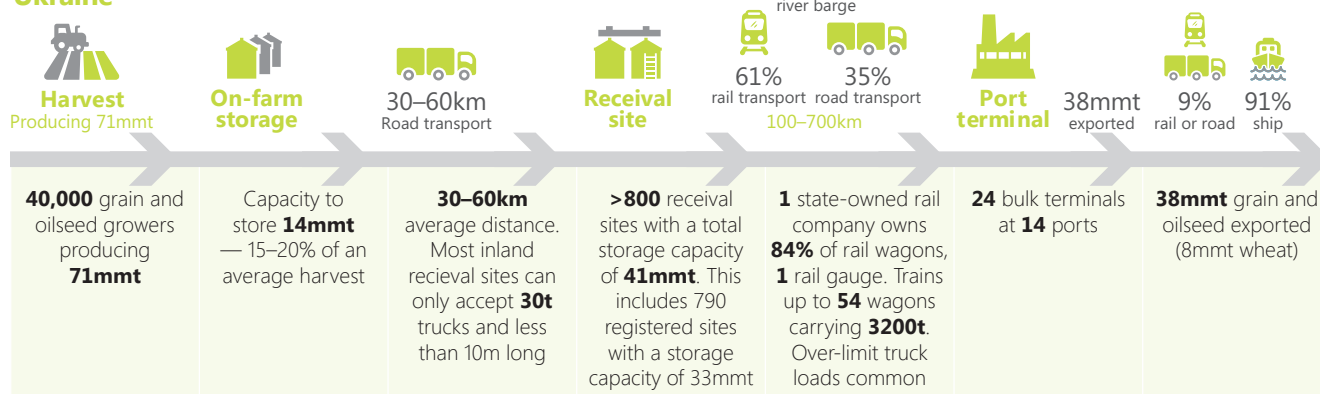 Ukraine
river barge
Harvest
Producing 71mmt
On-farm
storage
30–60km
Road transport
Receival
site
61%
rail transport
35%
road transport
100–700km
Port
terminal
38mmt
exported
9%
rail or road
91%
ship
40,000 grain and
oilseed growers
producing
71mmt
Capacity to
store 14mmt
— 15–20% of an
average harvest
30–60km
average distance.
Most inland
recieval sites can
only accept 30t
trucks and less
than 10m long
>800 receival
sites with a total
storage capacity
of 41mmt. This
includes 790
registered sites
with a storage
capacity of 33mmt
1 state-owned rail
company owns
84% of rail wagons,
1 rail gauge. Trains
up to 54 wagons
carrying 3200t.
Over-limit truck
loads common
24 bulk terminals
at 14 ports
38mmt grain and
oilseed exported
(8mmt wheat)